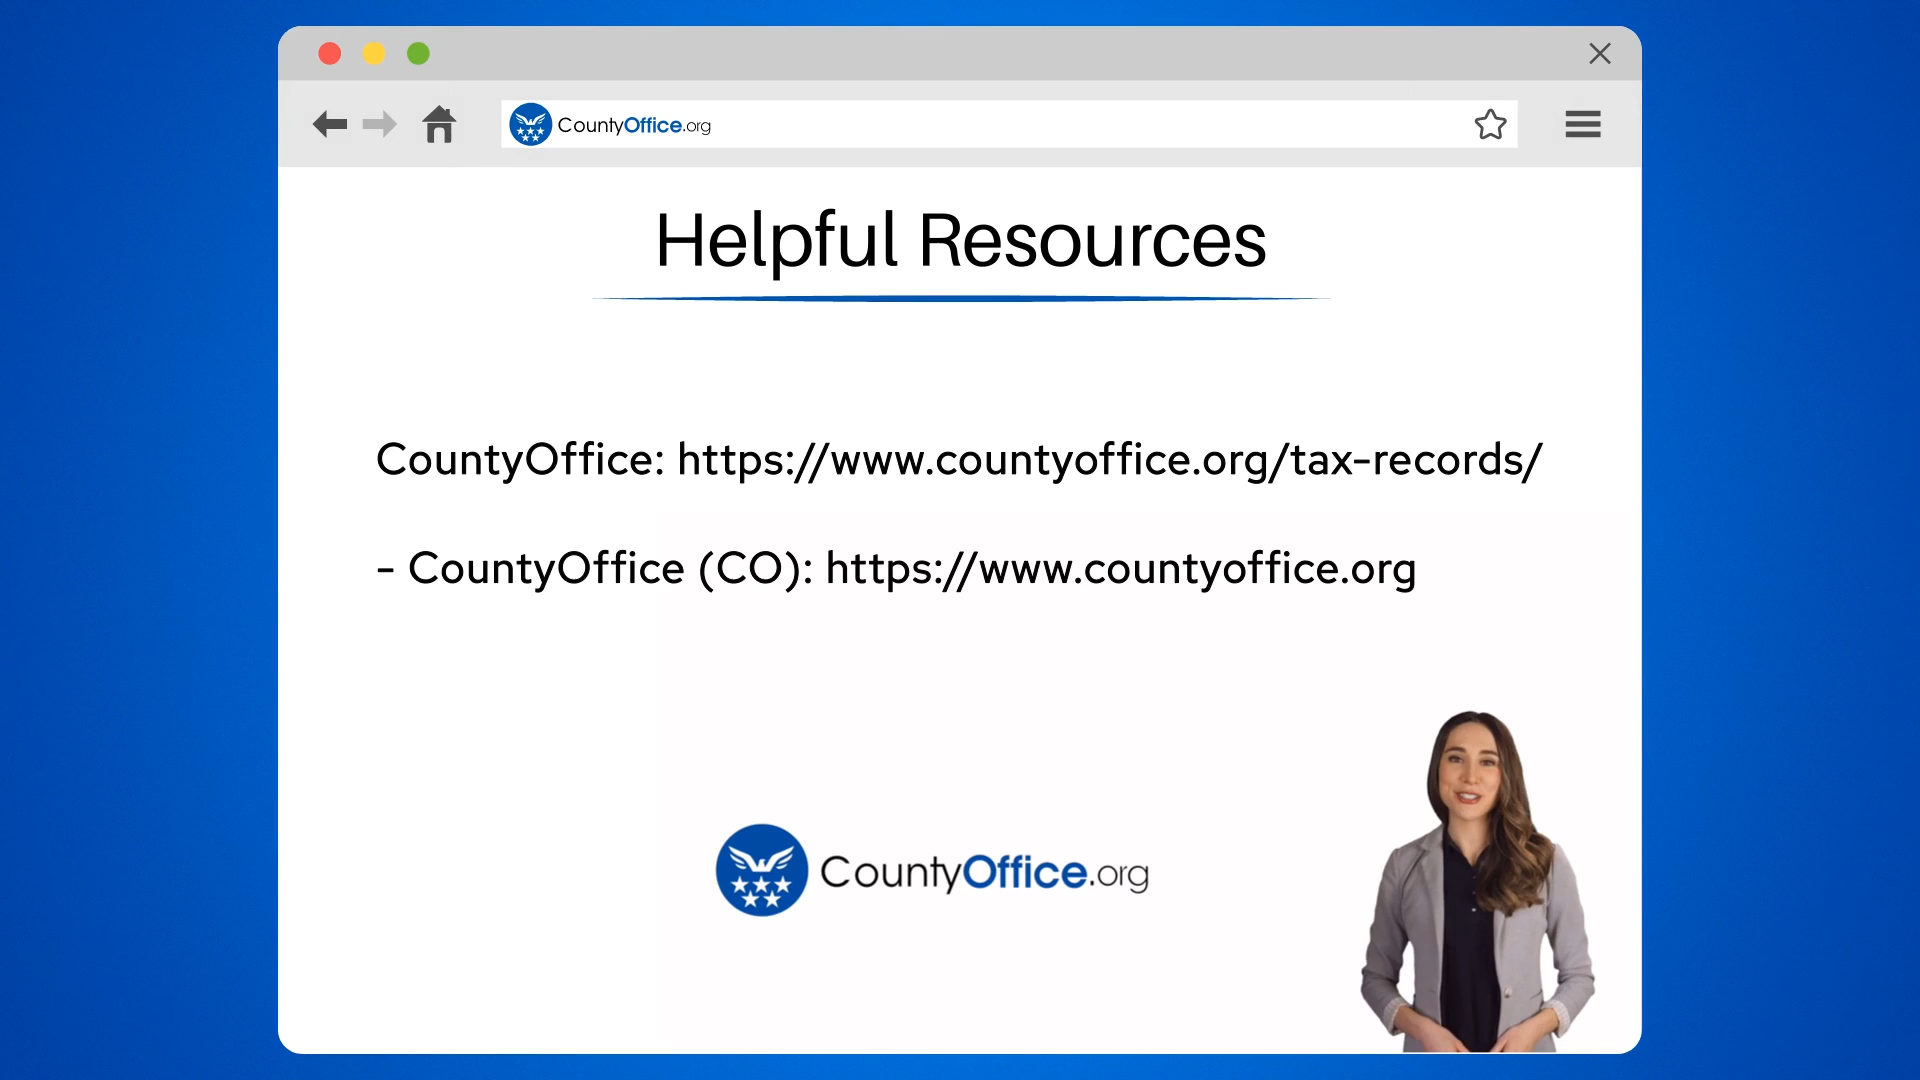 CountyOffice.org
Helpful Resources
CountyOffice: https://www.countyoffice.org/tax-records/
- CountyOffice (CO): https://www.countyoffice.org
CountyOffice.org